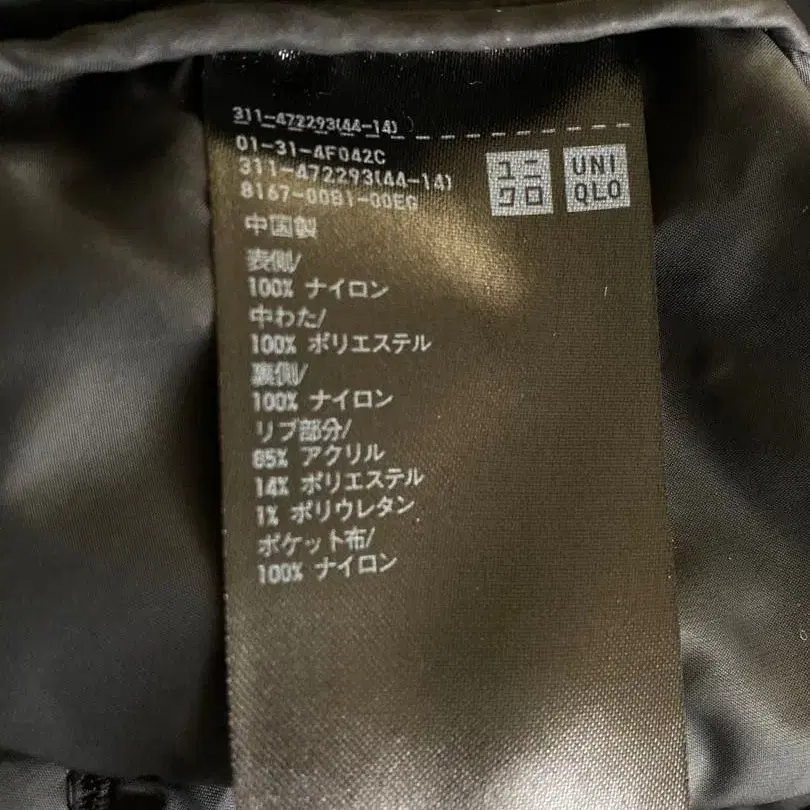 311-472293(44-14)
01-31-4F042C
311-472293(44-14)
8167-00B1-00EG
ユニ
クロ
UNI
QLO
中国製
表側/
100% ナイロン
中わた/
100% ポリエステル
裏側/
100% ナイロン
リブ部分/
85% アクリル
14% ポリエステル
1% ポリウレタン
ポケット布/
100% ナイロン